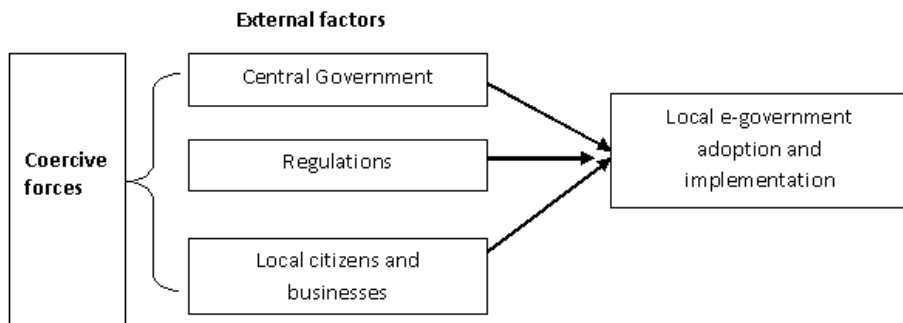 External factors
Coercive
forces
Central Government
Regulations
Local citizens and
businesses
Local e-government
adoption and
implementation